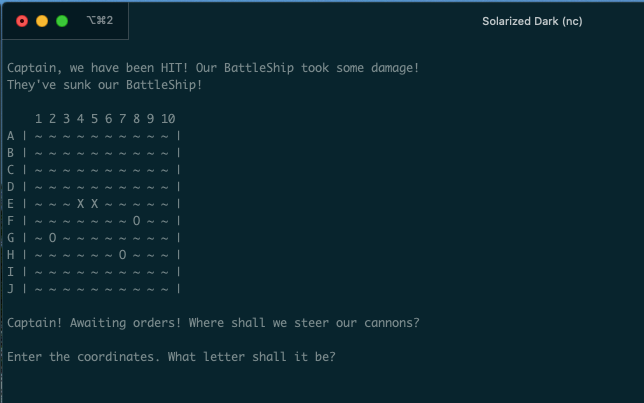 ⌥⌘2 Solarized Dark (nc)
Captain, we have been HIT! Our BattleShip took some damage!
They've sunk our BattleShip!
1 2 3 4 5 6 7 8 9 10
A | ~ ~ ~ ~ ~ ~ ~ ~ ~ ~ |
B | ~ ~ ~ ~ ~ ~ ~ ~ ~ ~ |
C | ~ ~ ~ ~ ~ ~ ~ ~ ~ ~ |
D | ~ ~ ~ ~ ~ ~ ~ ~ ~ ~ |
E | ~ ~ ~ X X ~ ~ ~ ~ ~ |
F | ~ ~ ~ ~ ~ ~ ~ O ~ ~ |
G | ~ O ~ ~ ~ ~ ~ ~ ~ ~ |
H | ~ ~ ~ ~ ~ ~ O ~ ~ ~ |
I | ~ ~ ~ ~ ~ ~ ~ ~ ~ ~ |
J | ~ ~ ~ ~ ~ ~ ~ ~ ~ ~ |
Captain! Awaiting orders! Where shall we steer our cannons?
Enter the coordinates. What letter shall it be?